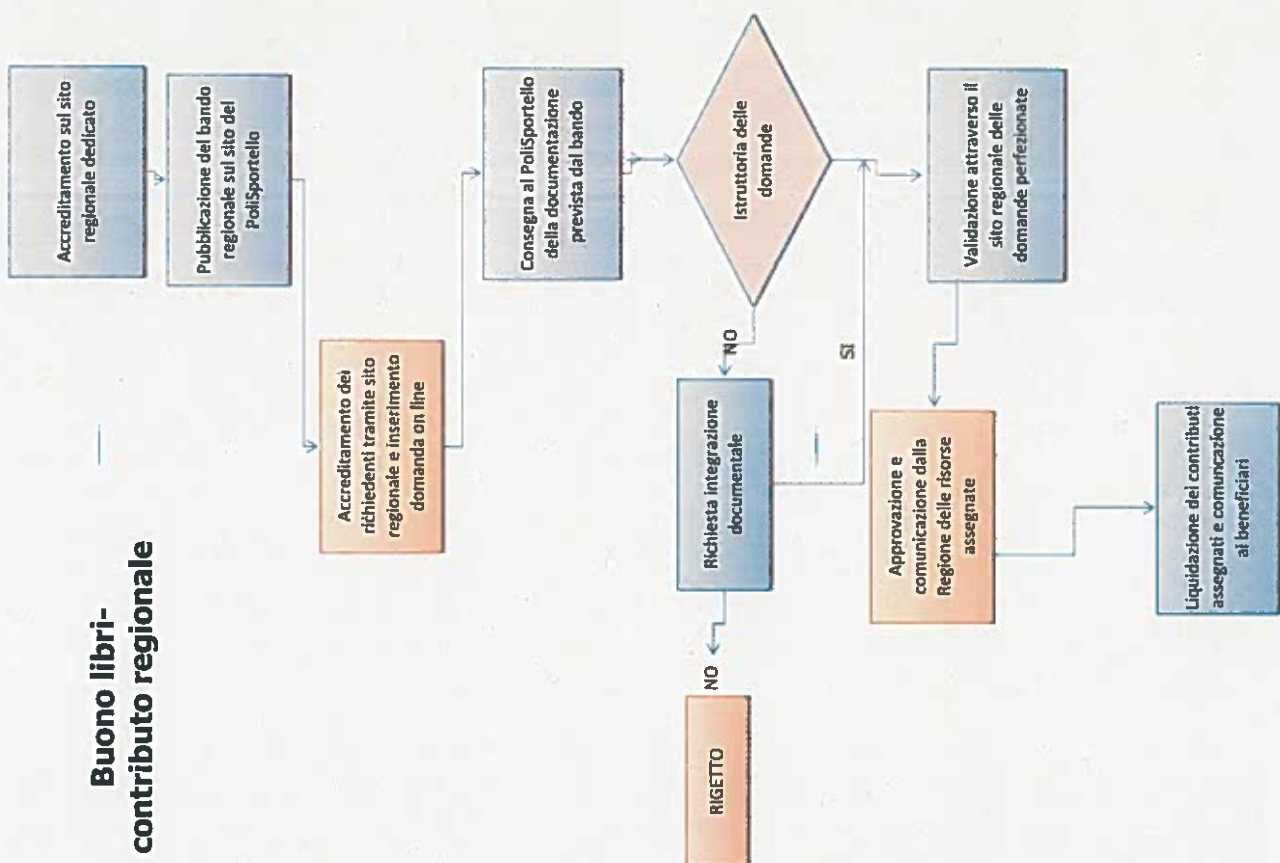 Buono libri-
contributo regionale
Accreditamento sul sito
regionale dedicato
Pubblicazione del bando
regionale sul sito del
PoliSportello
Accreditamento dei
richiedenti tramite sito
regionale e inserimento
domanda on line
Consegna al PoliSportello
della documentazione
prevista dal bando
Istruttoria delle
domande
NO
Richiesta integrazione
documentale
NO
RIGETTO
SI
Validazione attraverso il
sito regionale delle
domande perfezionate
Approvazione e
comunicazione dalla
Regione delle risorse
assegnate
Liquidazione dei contributi
assegnati e comuncazione
ai beneficiari